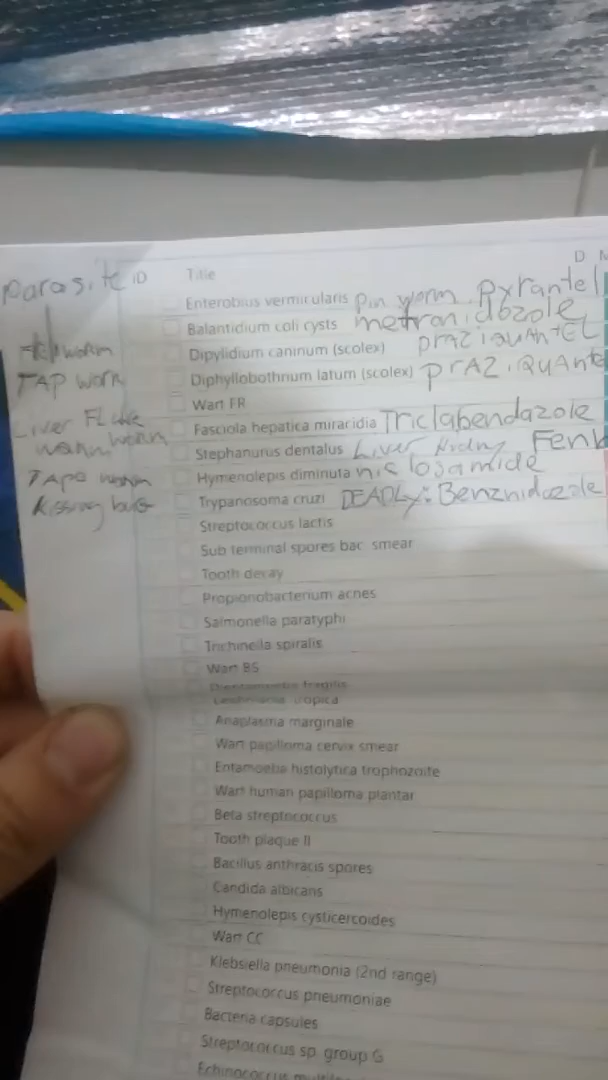 D
parasite ID Title
Enterobius vermicularis pin worm Pyrantel
Balantidium coli cysts metronidozole
worm Dipylidium caninum (scolex) prAziquAntEL
TAP worm Diphyllobothrium latum (scolex) prAZ.QuAnte
Wart FR
Liver FLuke Fasciola hepatica miracidia Triclabendazole
worm Stephanurus dentalus Liver Kidny Fenb
TApe worm Hymenolepis diminuta niclosamide
kissing bug Trypanosoma cruzi DEADLy: Benznidazole
Streptococcus lactis
Sub terminal spores bac. smear
Tooth decay
Propionobacterium acnes
Salmonella paratyphi
Trichinella spiralis
Wart BS
Dientamoeba fragilis
Leishmania tropica
Anaplasma marginale
Wart papilloma cervix smear
Entamoeba histolytica trophozoite
Wart human papilloma plantar
Beta streptococcus
Tooth plaque II
Bacillus anthracis spores
Candida albicans
Hymenolepis cysticercoides
Wart CC
Klebsiella pneumonia (2nd range)
Streptococcus pneumoniae
Bacteria capsules
Streptococcus sp. group G
Echinococcus